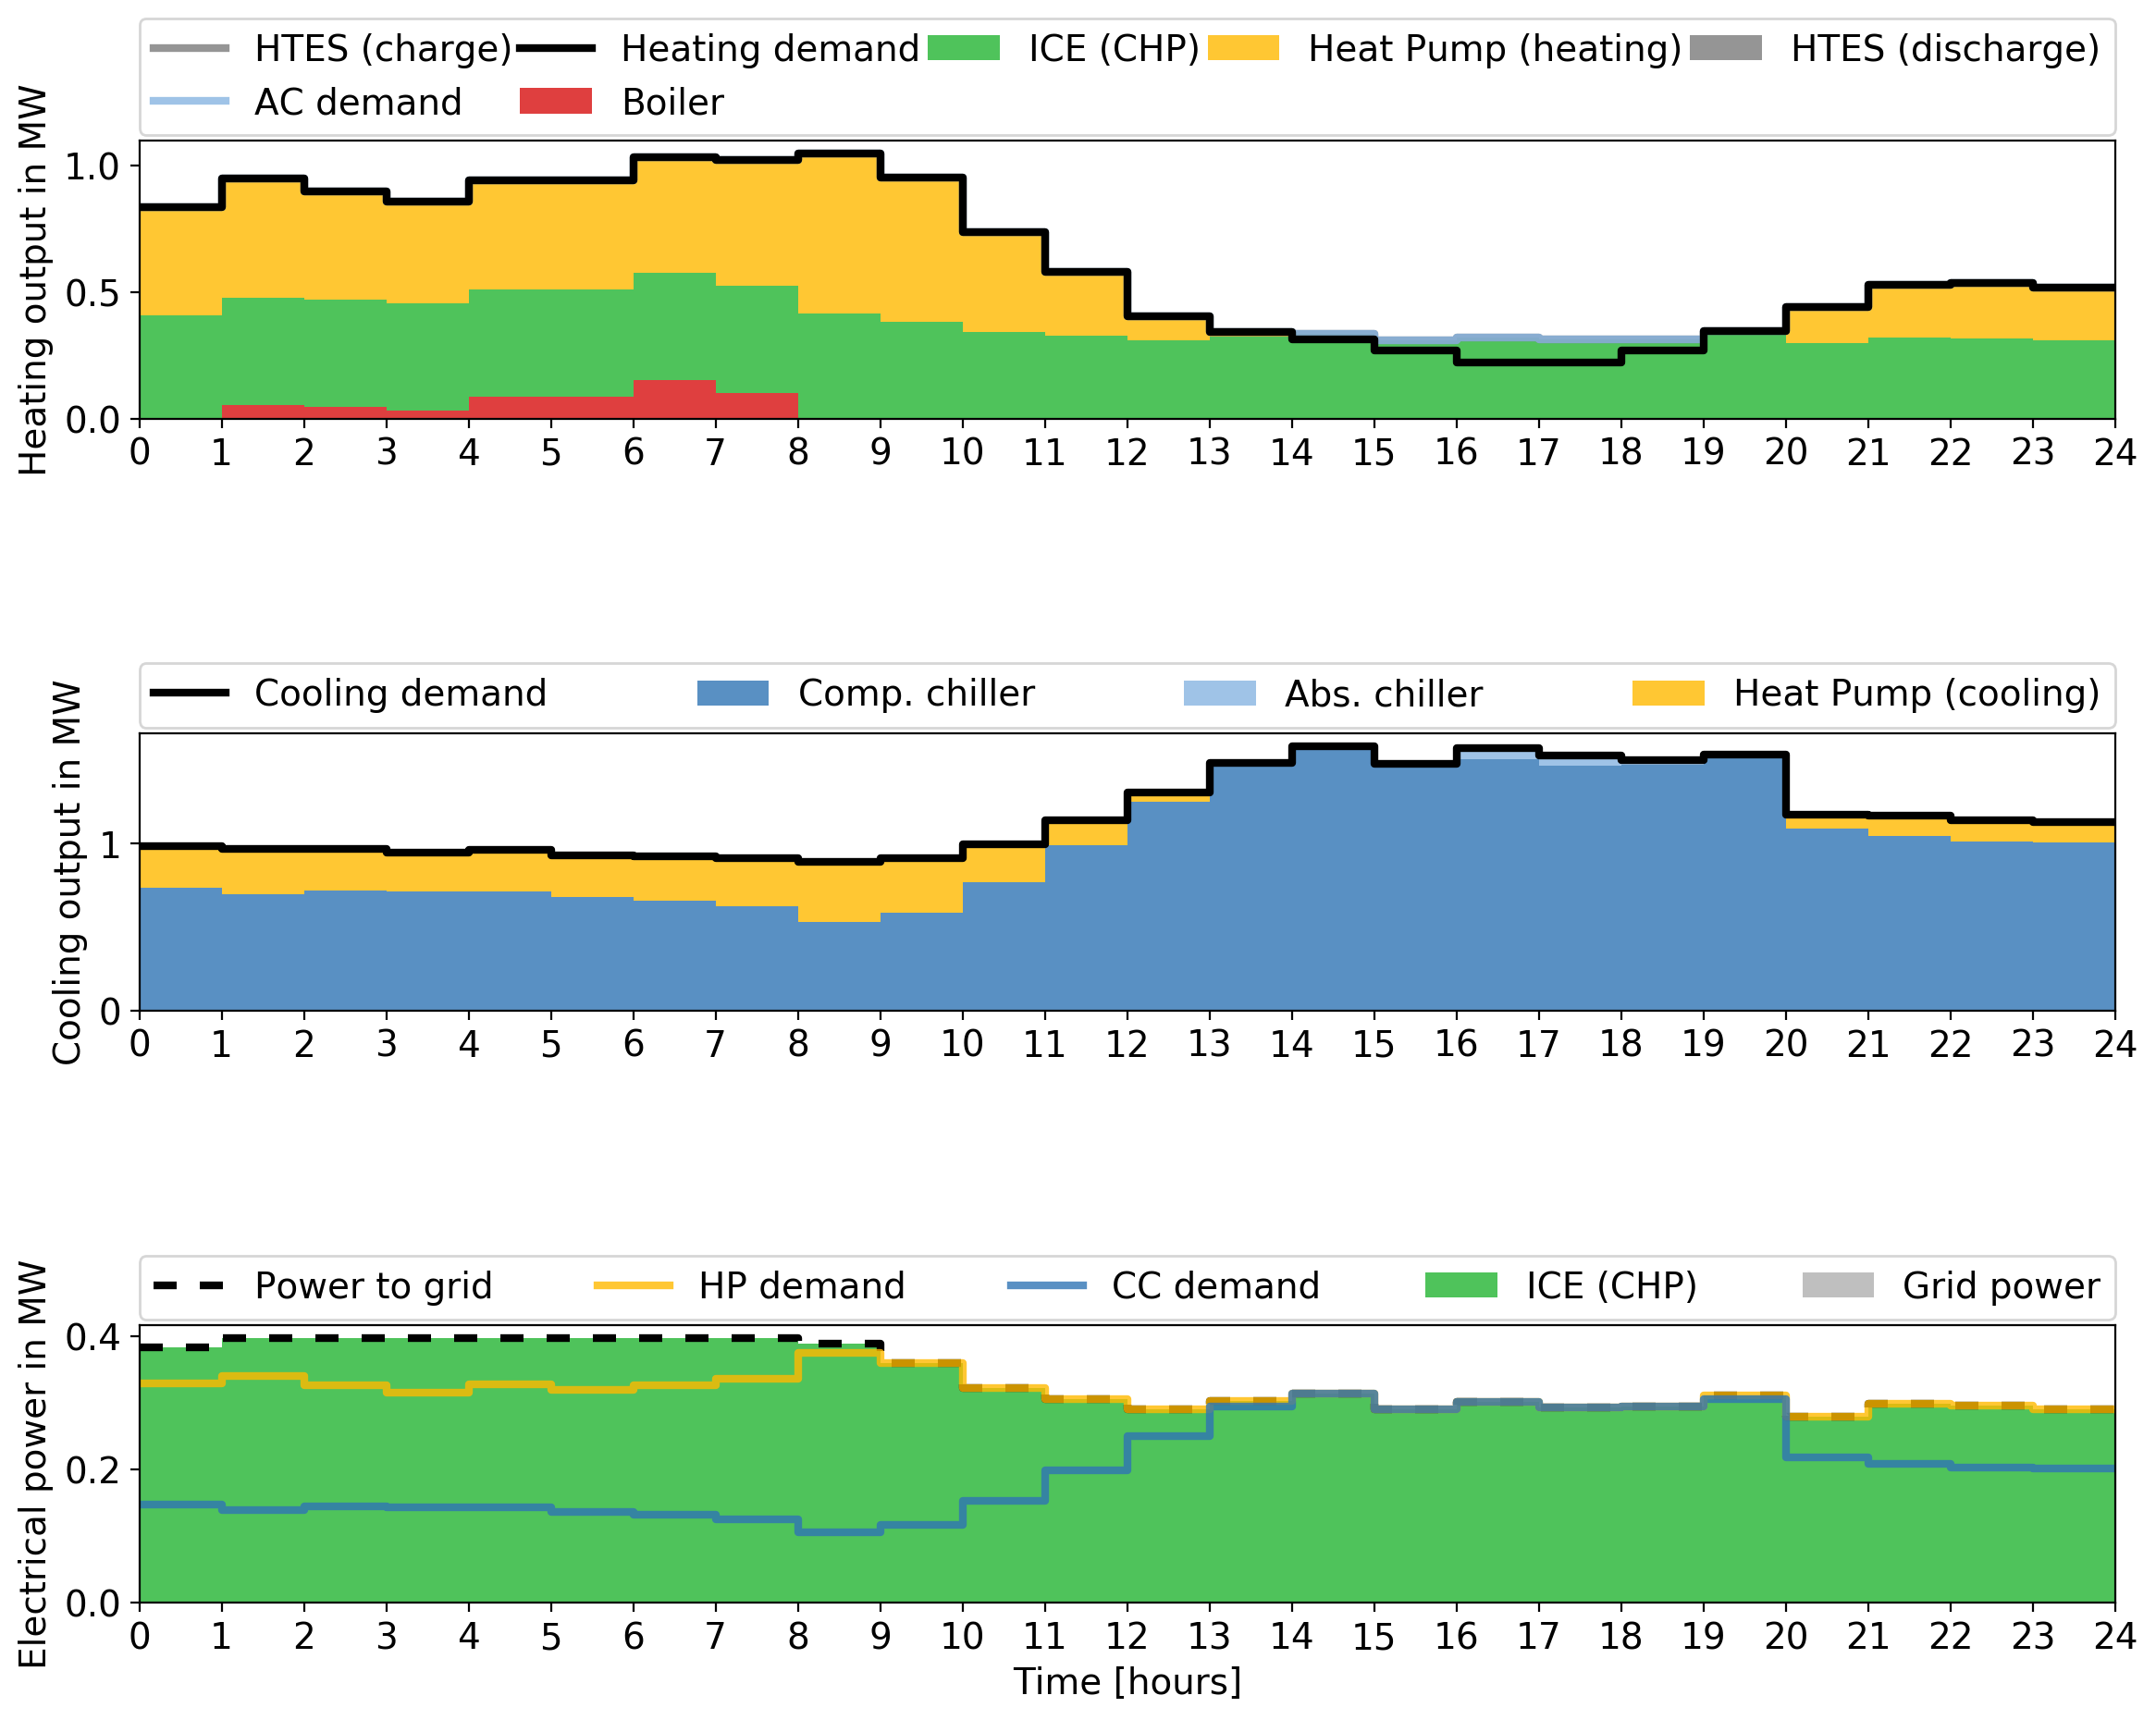 HTES (charge) Heating demand ICE (CHP) Heat Pump (heating) HTES (discharge)
AC demand Boiler
Heating output in MW
1.0
0.5
0.0
0 1 2 3 4 5 6 7 8 9 10 11 12 13 14 15 16 17 18 19 20 21 22 23 24
Cooling demand Comp. chiller Abs. chiller Heat Pump (cooling)
Cooling output in MW
1
0
0 1 2 3 4 5 6 7 8 9 10 11 12 13 14 15 16 17 18 19 20 21 22 23 24
Power to grid HP demand CC demand ICE (CHP) Grid power
Electrical power in MW
0.4
0.2
0.0
0 1 2 3 4 5 6 7 8 9 10 11 12 13 14 15 16 17 18 19 20 21 22 23 24
Time [hours]